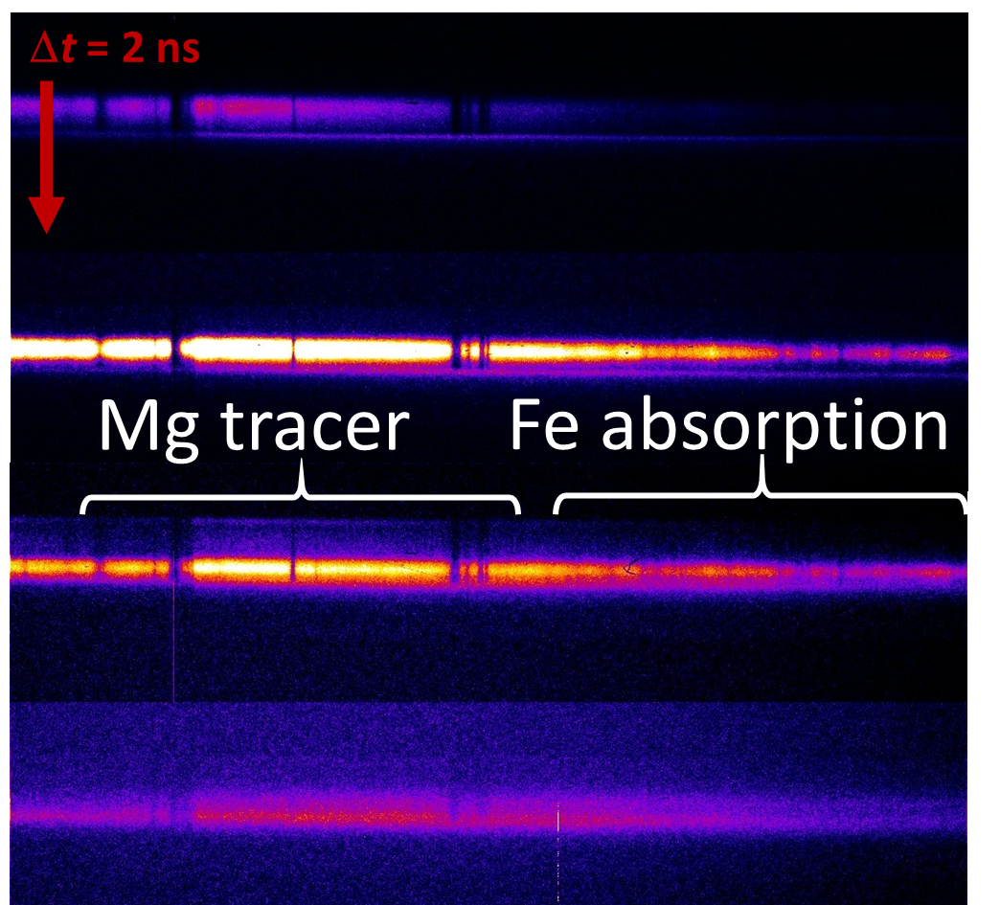 Δt = 2 ns
Mg tracer
Fe absorption